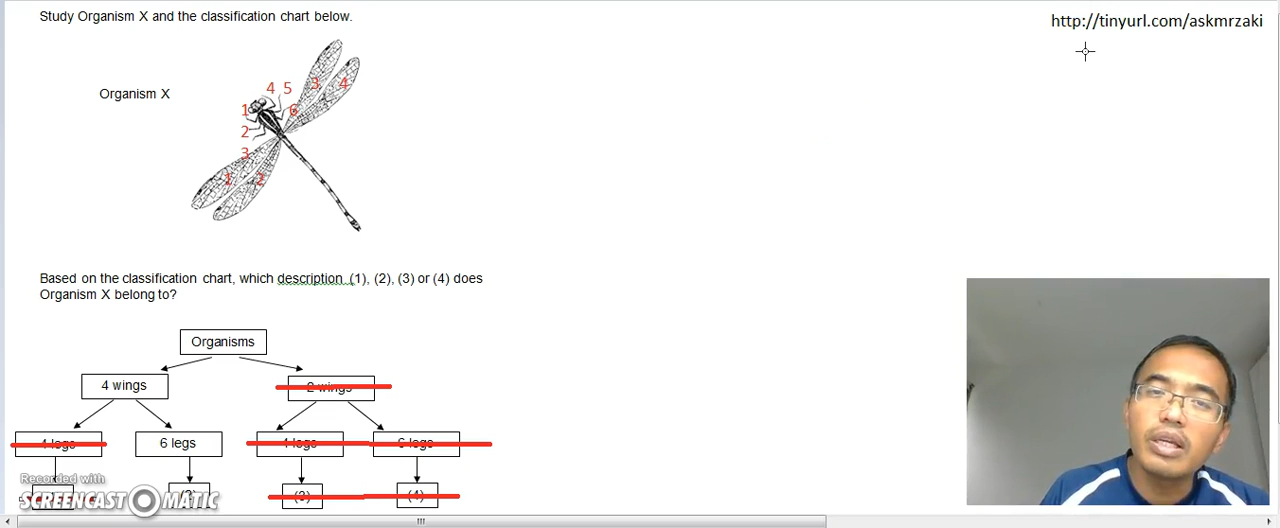 Study Organism X and the classification chart below.
http://tinyurl.com/askmrzaki
Organism X
4 5 3 4
1 6
2
3
1 2
Based on the classification chart, which description (1), (2), (3) or (4) does
Organism X belong to?
Organisms
4 wings 2 wings
4 legs 6 legs 4 legs 6 legs
(3) (4)
Recorded with
SCREENCAST MATIC